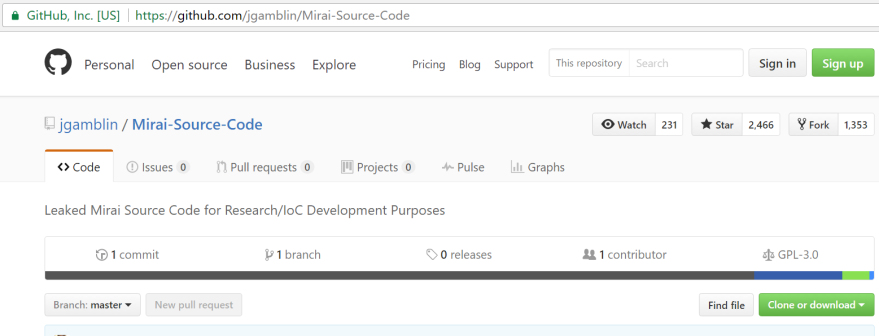 GitHub, Inc. [US] https://github.com/jgamblin/Mirai-Source-Code
Personal Open source Business Explore Pricing Blog Support This repository Search Sign in Sign up
jgamblin / Mirai-Source-Code Watch 231 Star 2,466 Fork 1,353
<> Code Issues 0 Pull requests 0 Projects 0 Pulse Graphs
Leaked Mirai Source Code for Research/IoC Development Purposes
1 commit 1 branch 0 releases 1 contributor GPL-3.0
Branch: master New pull request Find file Clone or download